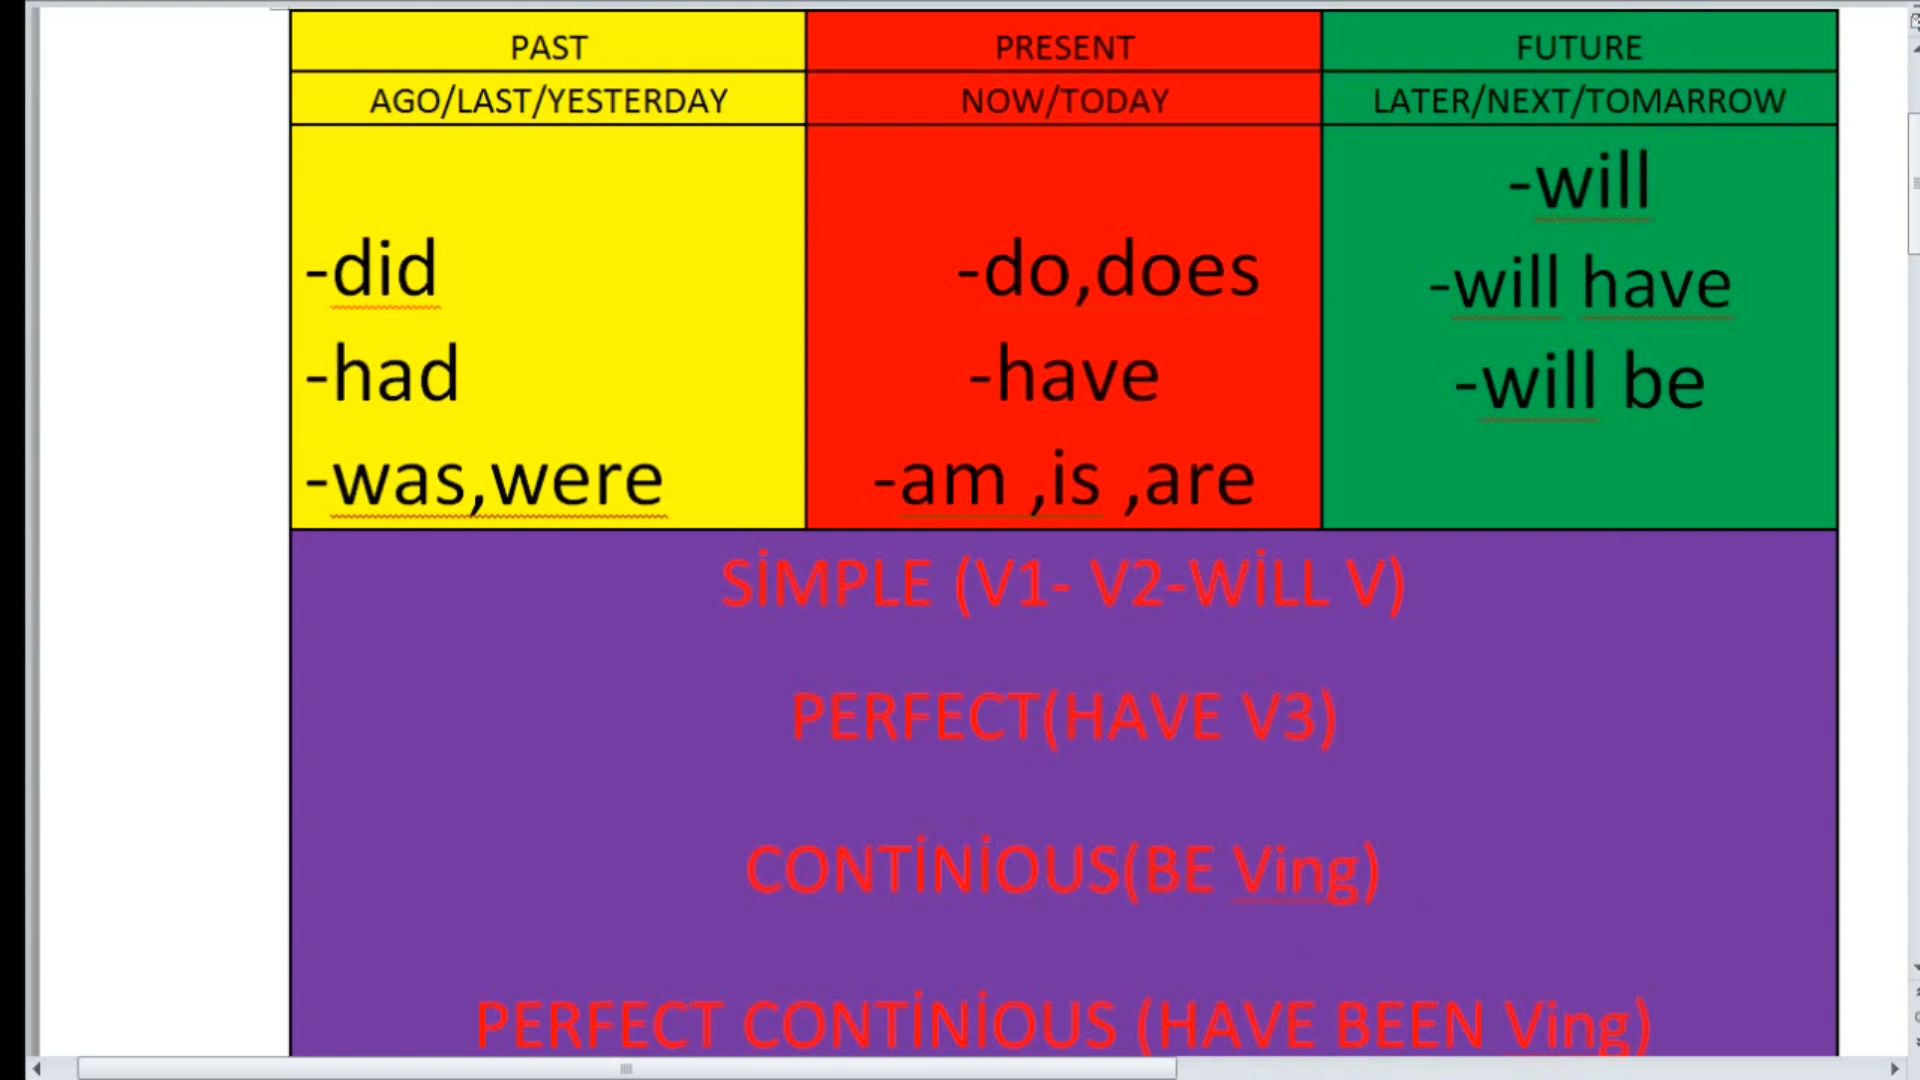 PAST PRESENT FUTURE
AGO/LAST/YESTERDAY NOW/TODAY LATER/NEXT/TOMARROW
-did
-had
-was,were
-do,does
-have
-am ,is ,are
-will
-will have
-will be
SİMPLE (V1- V2-WİLL V)
PERFECT(HAVE V3)
CONTİNİOUS(BE Ving)
PERFECT CONTİNİOUS (HAVE BEEN Ving)